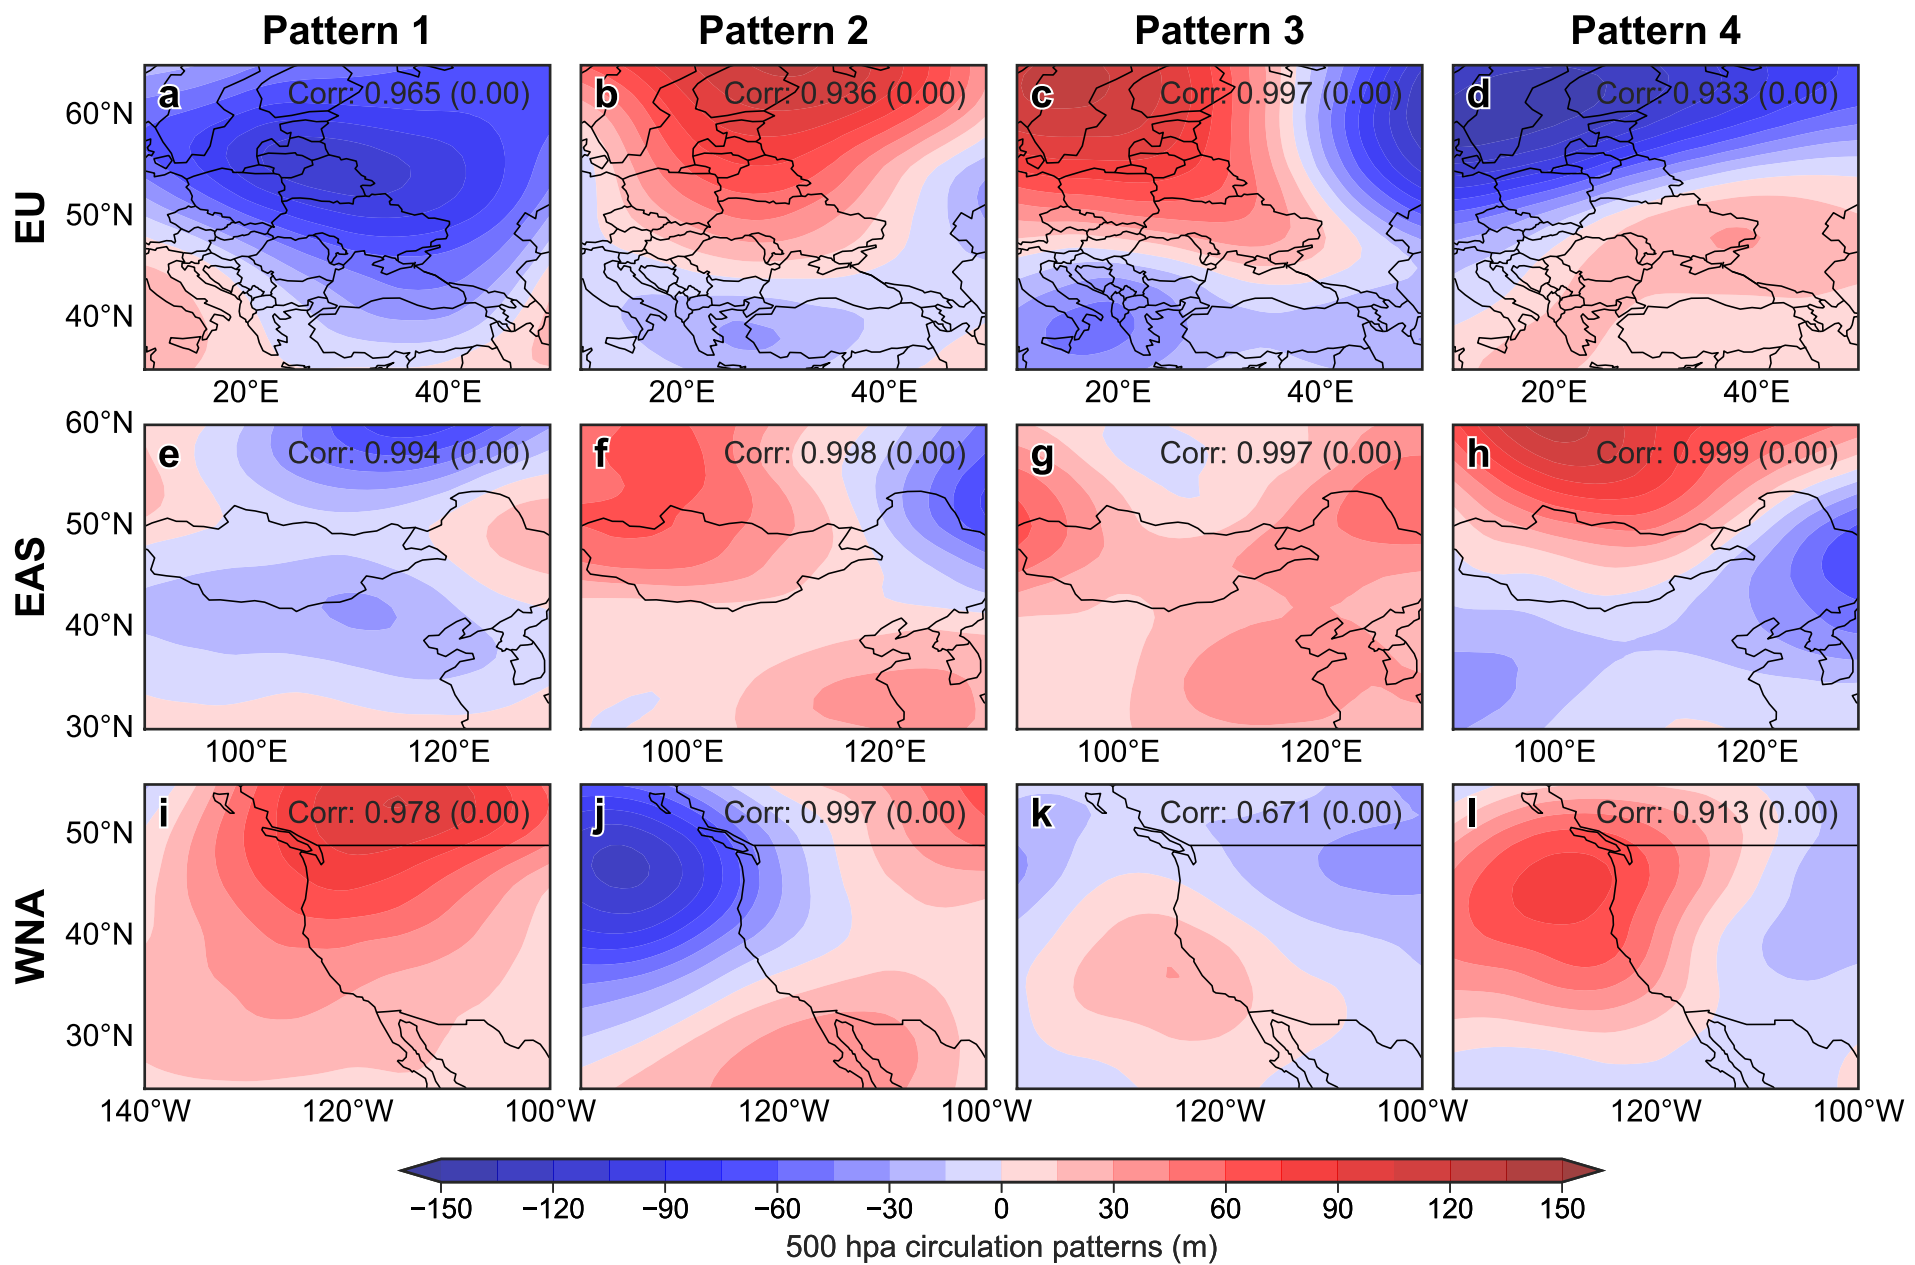 Pattern 1 Pattern 2 Pattern 3 Pattern 4
EU
60°N
50°N
40°N
a Corr: 0.965 (0.00)
b Corr: 0.936 (0.00)
c Corr: 0.997 (0.00)
d Corr: 0.933 (0.00)
20°E 40°E 20°E 40°E 20°E 40°E 20°E 40°E
EAS
60°N
50°N
40°N
30°N
e Corr: 0.994 (0.00)
f Corr: 0.998 (0.00)
g Corr: 0.997 (0.00)
h Corr: 0.999 (0.00)
100°E 120°E 100°E 120°E 100°E 120°E 100°E 120°E
WNA
50°N
40°N
30°N
i Corr: 0.978 (0.00)
j Corr: 0.997 (0.00)
k Corr: 0.671 (0.00)
l Corr: 0.913 (0.00)
140°W 120°W 100°W 120°W 100°W 120°W 100°W 120°W 100°W
−150 −120 −90 −60 −30 0 30 60 90 120 150
500 hpa circulation patterns (m)